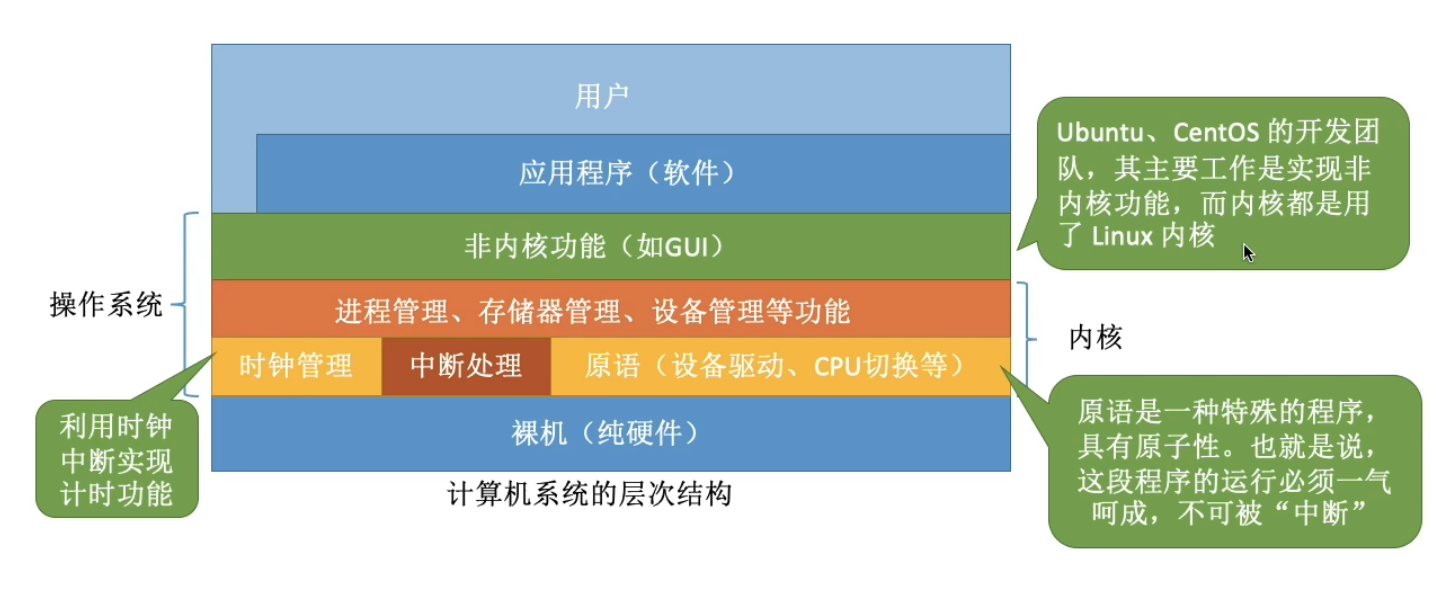 用户
应用程序（软件）
Ubuntu、CentOS 的开发团
队，其主要工作是实现非
内核功能，而内核都是用
了 Linux 内核
非内核功能（如GUI）
操作系统
进程管理、存储器管理、设备管理等功能
内核
时钟管理
中断处理
原语（设备驱动、CPU切换等）
利用时钟
中断实现
计时功能
裸机（纯硬件）
原语是一种特殊的程序，
具有原子性。也就是说，
这段程序的运行必须一气
呵成，不可被“中断”
计算机系统的层次结构